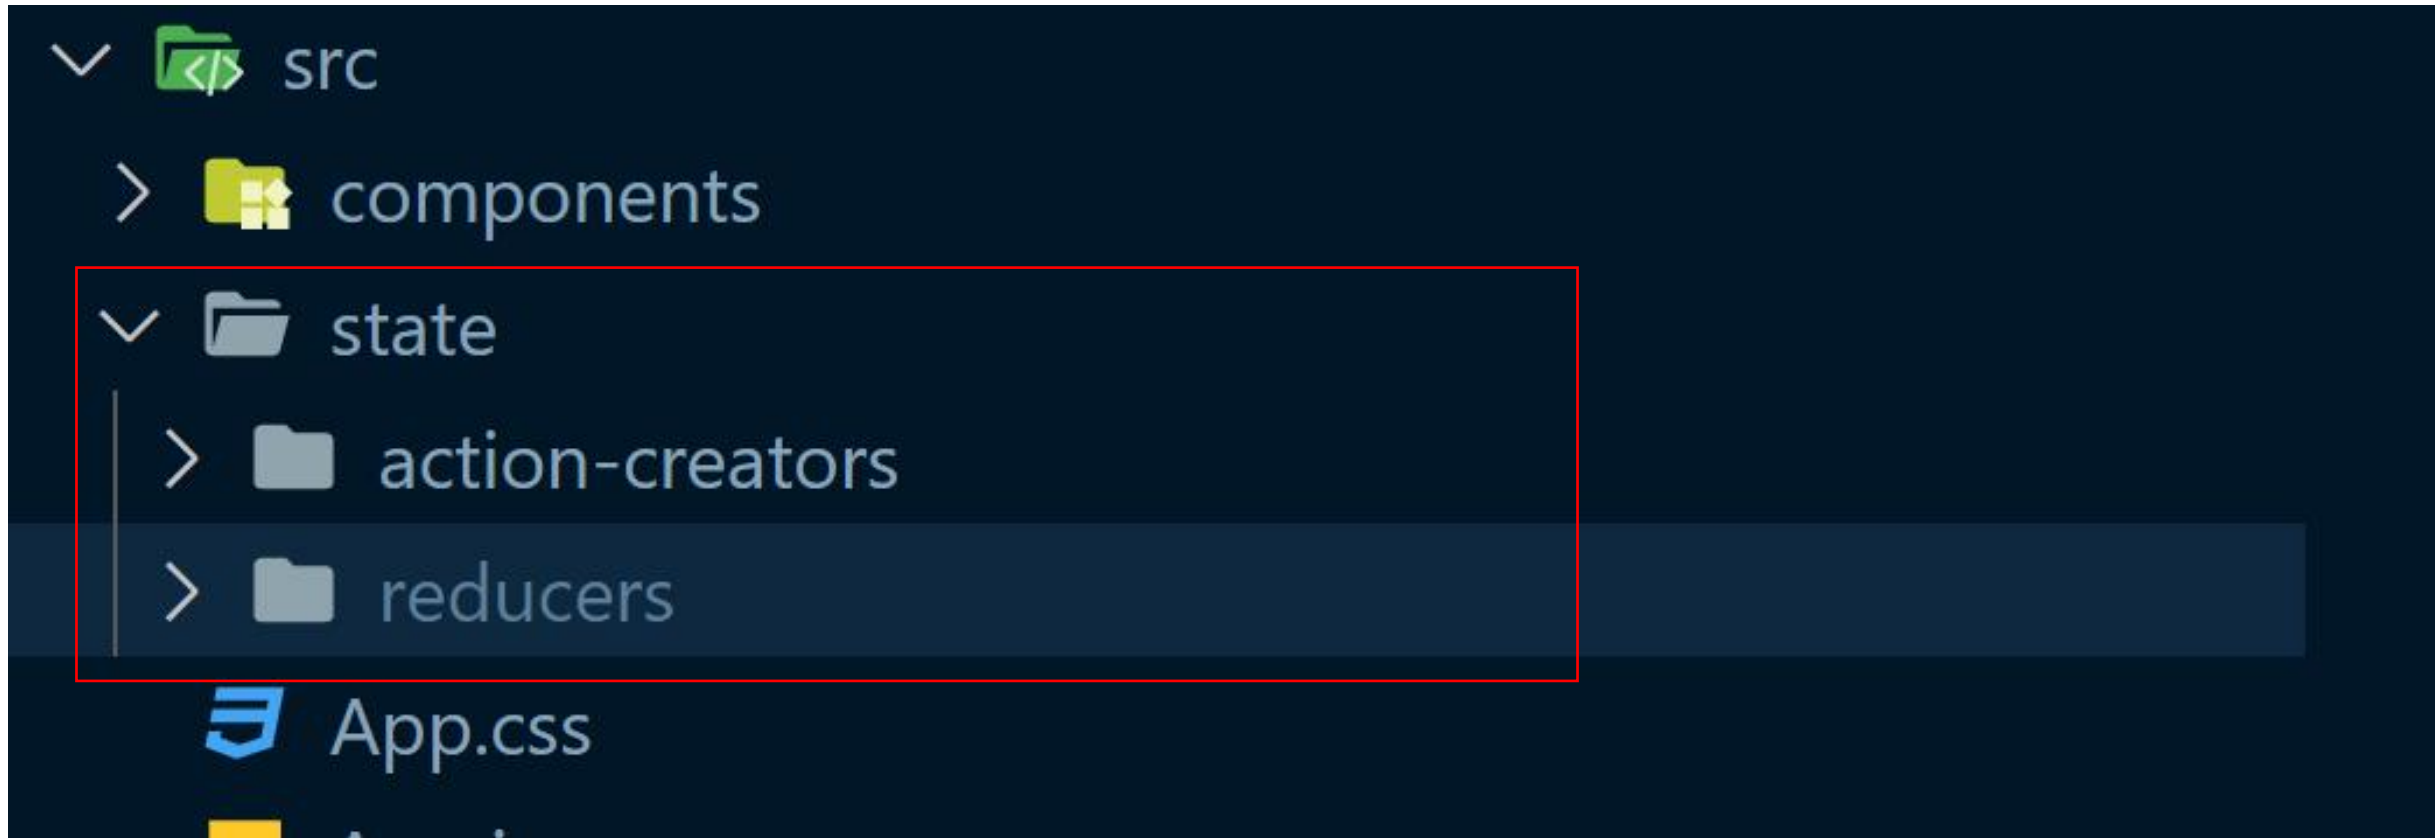 src
components
state
action-creators
reducers
App.css